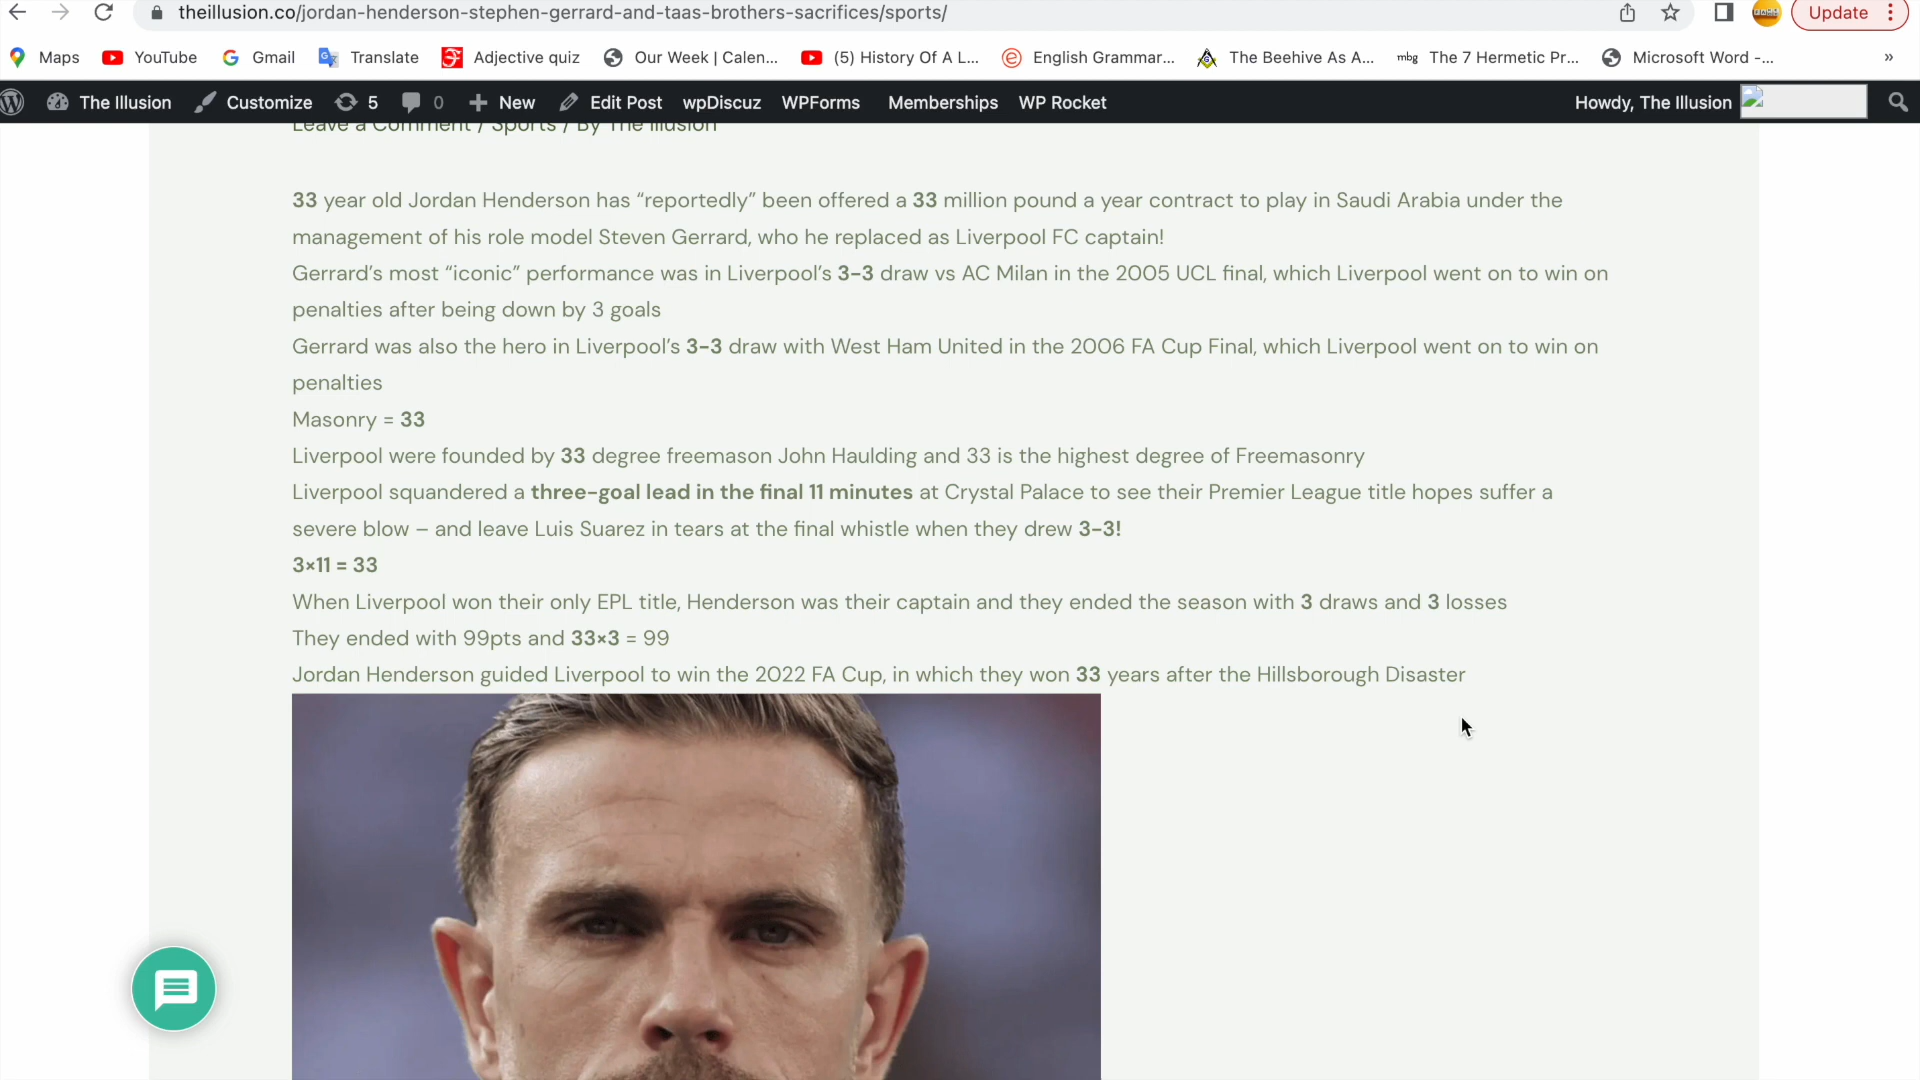 theillusion.co/jordan-henderson-stephen-gerrard-and-taas-brothers-sacrifices/sports/
Update
Maps YouTube Gmail Translate Adjective quiz Our Week | Calen... (5) History Of A L... English Grammar... The Beehive As A... mbg The 7 Hermetic Pr... Microsoft Word -... »
The Illusion Customize 5 0 New Edit Post wpDiscuz WPForms Memberships WP Rocket Howdy, The Illusion
Leave a Comment / Sports / By The Illusion
33 year old Jordan Henderson has “reportedly” been offered a 33 million pound a year contract to play in Saudi Arabia under the
management of his role model Steven Gerrard, who he replaced as Liverpool FC captain!
Gerrard’s most “iconic” performance was in Liverpool’s 3–3 draw vs AC Milan in the 2005 UCL final, which Liverpool went on to win on
penalties after being down by 3 goals
Gerrard was also the hero in Liverpool’s 3–3 draw with West Ham United in the 2006 FA Cup Final, which Liverpool went on to win on
penalties
Masonry = 33
Liverpool were founded by 33 degree freemason John Haulding and 33 is the highest degree of Freemasonry
Liverpool squandered a three-goal lead in the final 11 minutes at Crystal Palace to see their Premier League title hopes suffer a
severe blow – and leave Luis Suarez in tears at the final whistle when they drew 3–3!
3×11 = 33
When Liverpool won their only EPL title, Henderson was their captain and they ended the season with 3 draws and 3 losses
They ended with 99pts and 33×3 = 99
Jordan Henderson guided Liverpool to win the 2022 FA Cup, in which they won 33 years after the Hillsborough Disaster